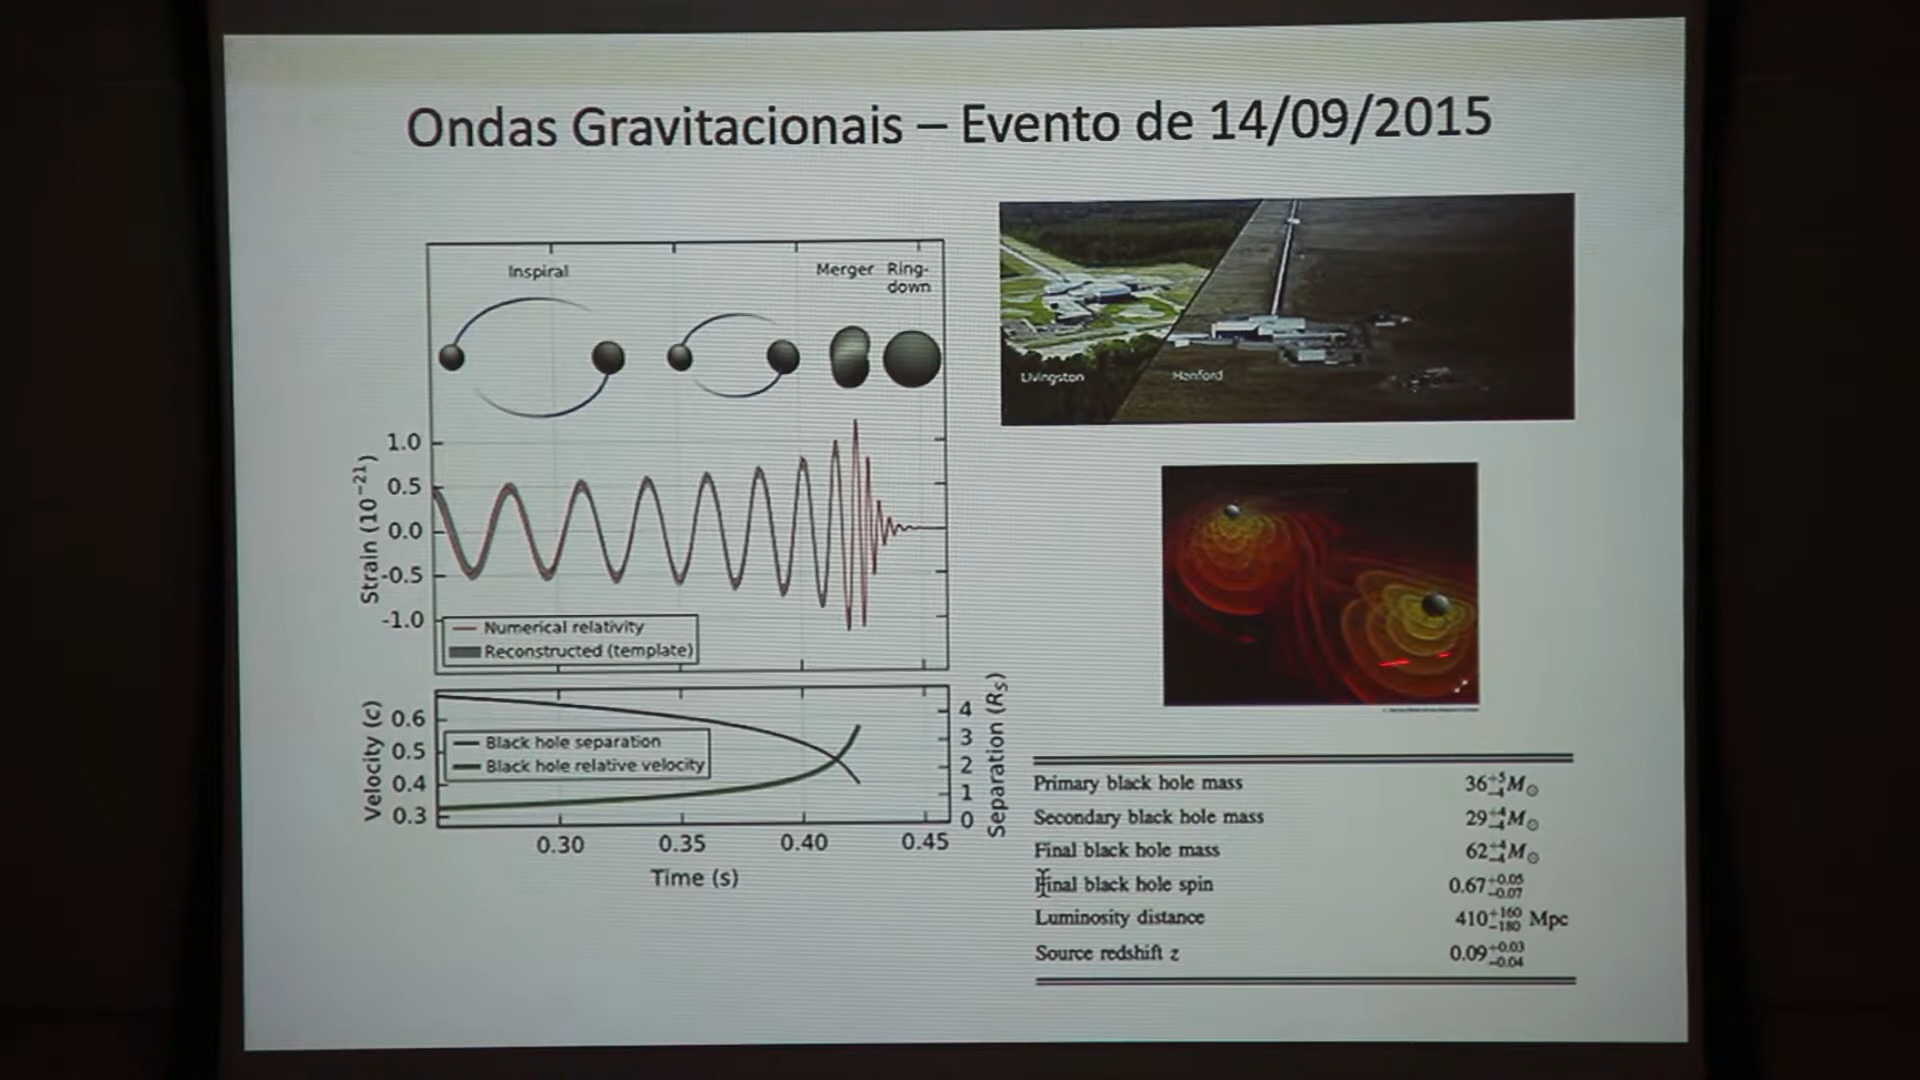 Ondas Gravitacionais – Evento de 14/09/2015
Inspiral
Merger
Ring-
down
Strain (10⁻²¹)
1.0
0.5
0.0
-0.5
-1.0
Numerical relativity
Reconstructed (template)
Velocity (c)
0.6
0.5
0.4
0.3
Black hole separation
Black hole relative velocity
4
3
2
1
0
Separation (R_S)
0.30 0.35 0.40 0.45
Time (s)
Livingston
Hanford
Primary black hole mass 36+5−4 M⊙
Secondary black hole mass 29+4−4 M⊙
Final black hole mass 62+4−4 M⊙
Final black hole spin 0.67+0.05−0.07
Luminosity distance 410+160−180 Mpc
Source redshift z 0.09+0.03−0.04